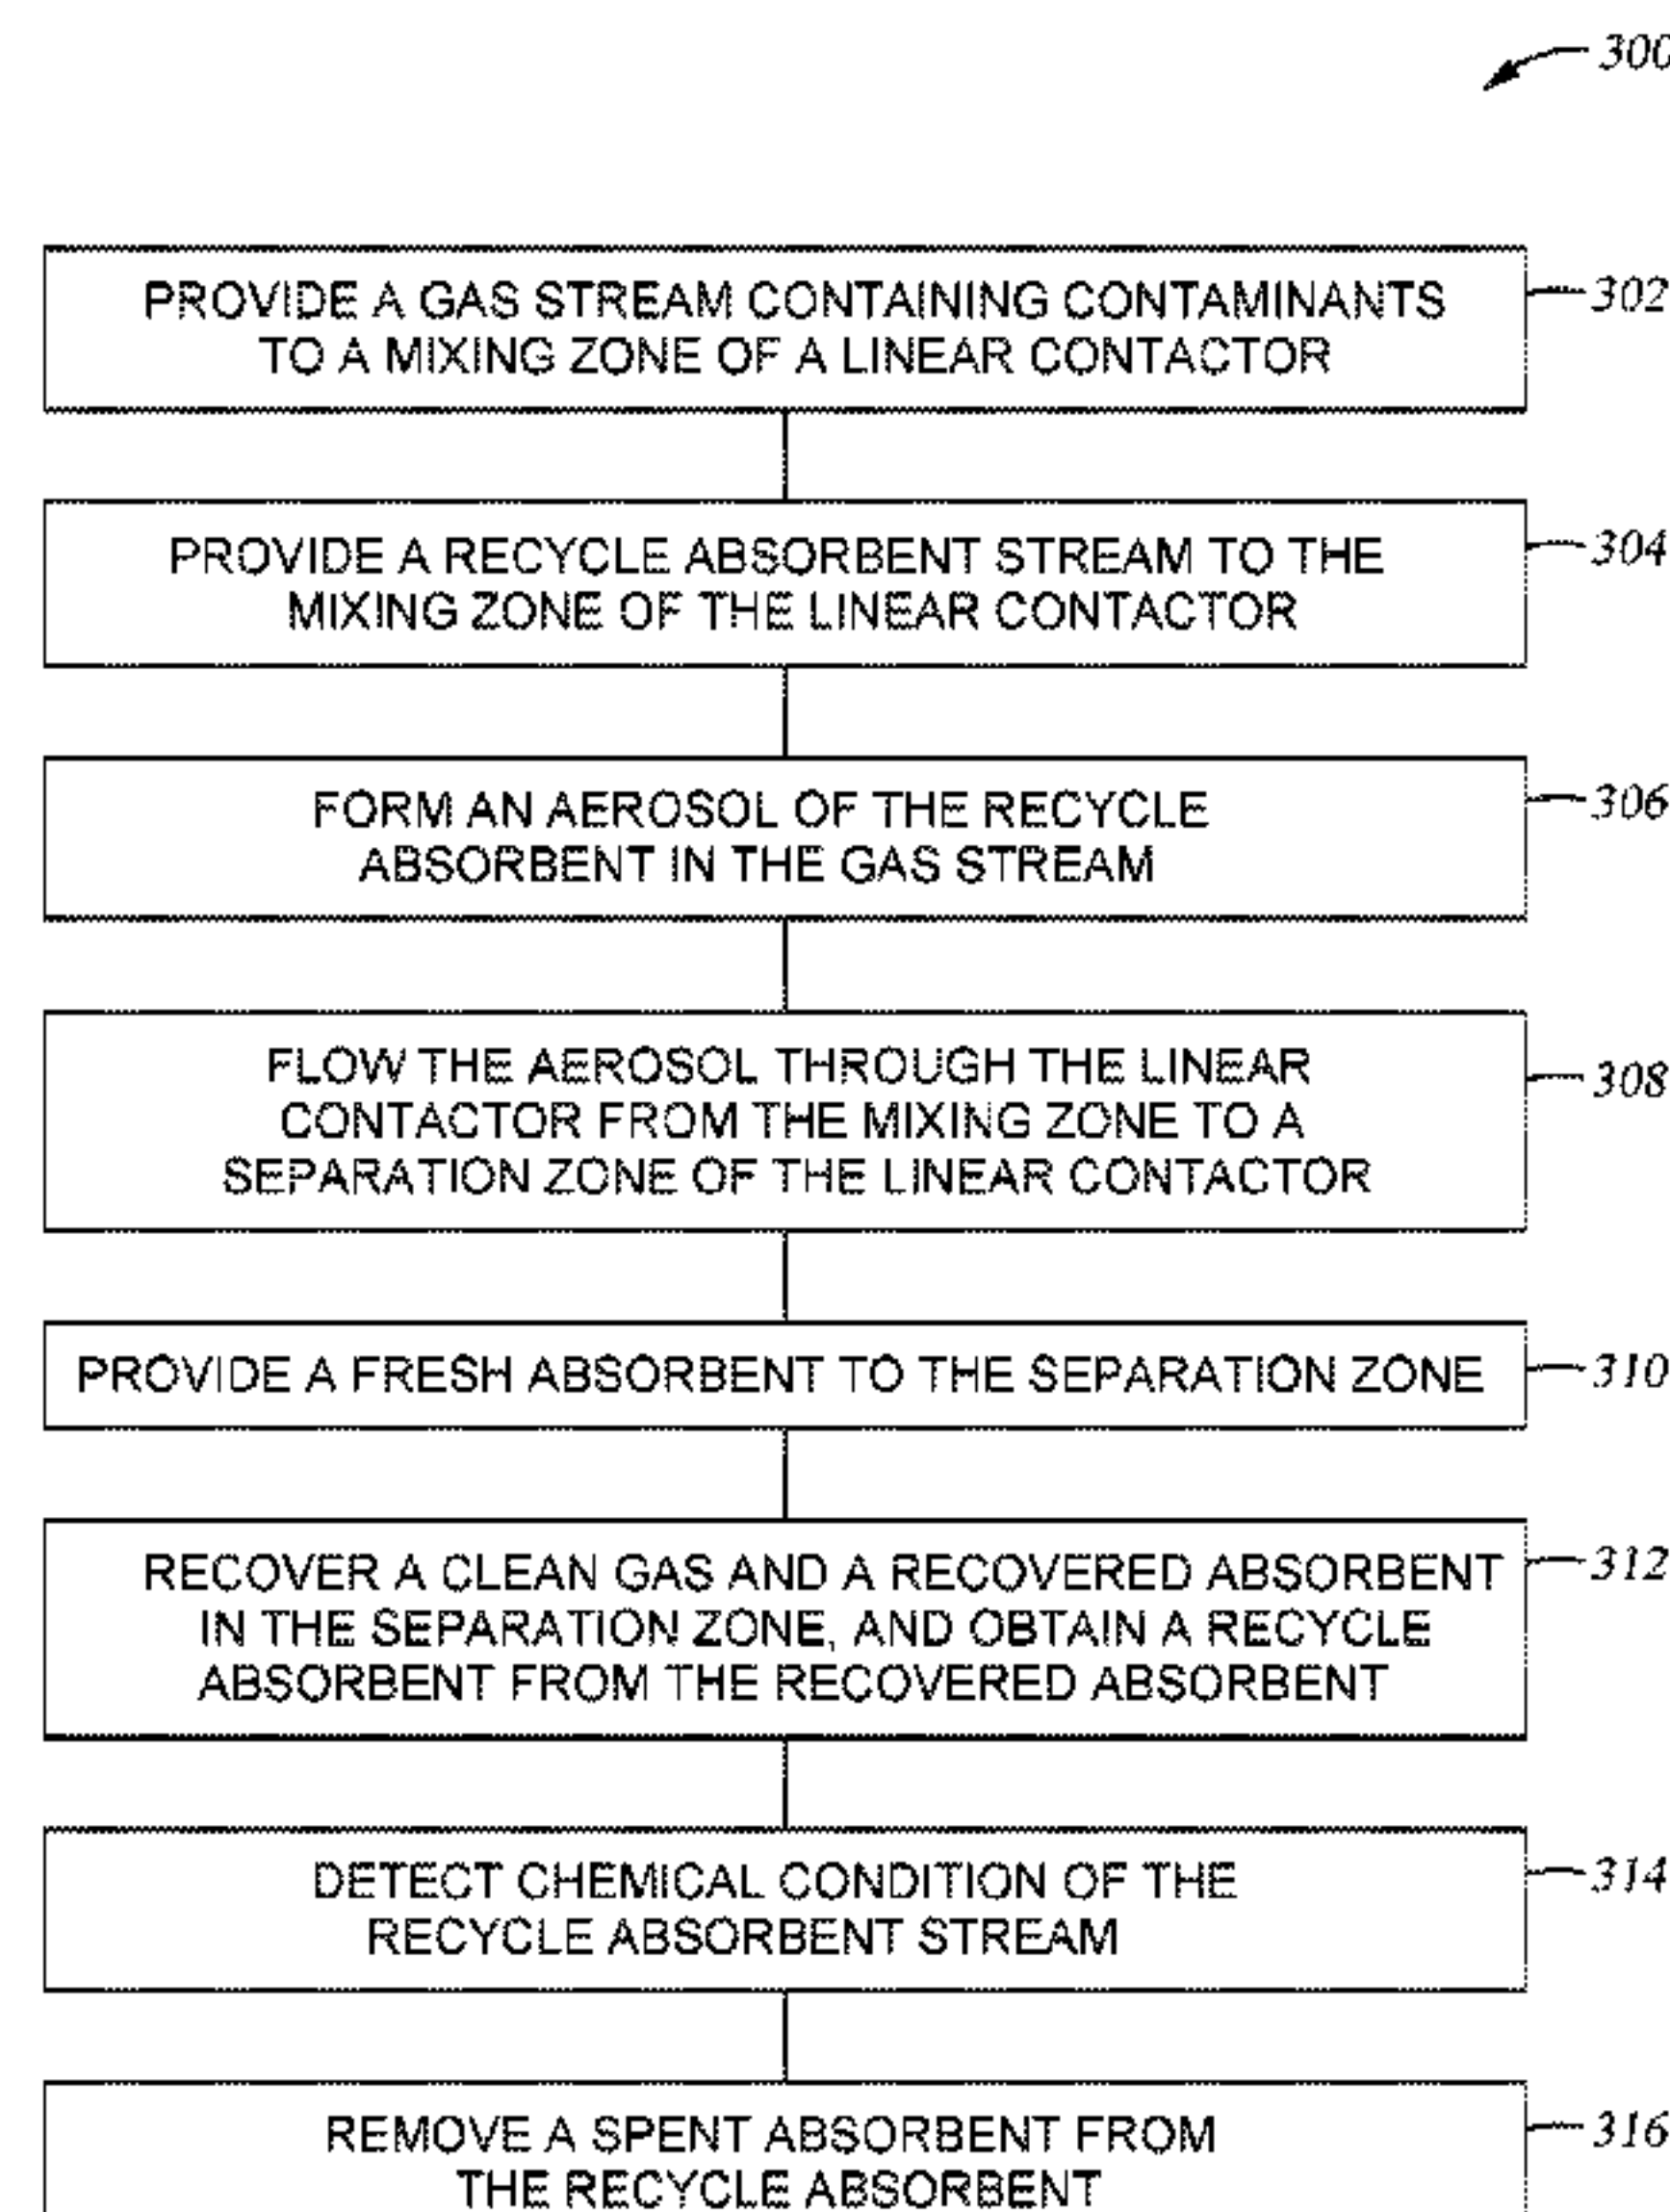 300
PROVIDE A GAS STREAM CONTAINING CONTAMINANTS
TO A MIXING ZONE OF A LINEAR CONTACTOR
302
PROVIDE A RECYCLE ABSORBENT STREAM TO THE
MIXING ZONE OF THE LINEAR CONTACTOR
304
FORM AN AEROSOL OF THE RECYCLE
ABSORBENT IN THE GAS STREAM
306
FLOW THE AEROSOL THROUGH THE LINEAR
CONTACTOR FROM THE MIXING ZONE TO A
SEPARATION ZONE OF THE LINEAR CONTACTOR
308
PROVIDE A FRESH ABSORBENT TO THE SEPARATION ZONE
310
RECOVER A CLEAN GAS AND A RECOVERED ABSORBENT
IN THE SEPARATION ZONE, AND OBTAIN A RECYCLE
ABSORBENT FROM THE RECOVERED ABSORBENT
312
DETECT CHEMICAL CONDITION OF THE
RECYCLE ABSORBENT STREAM
314
REMOVE A SPENT ABSORBENT FROM
THE RECYCLE ABSORBENT
316